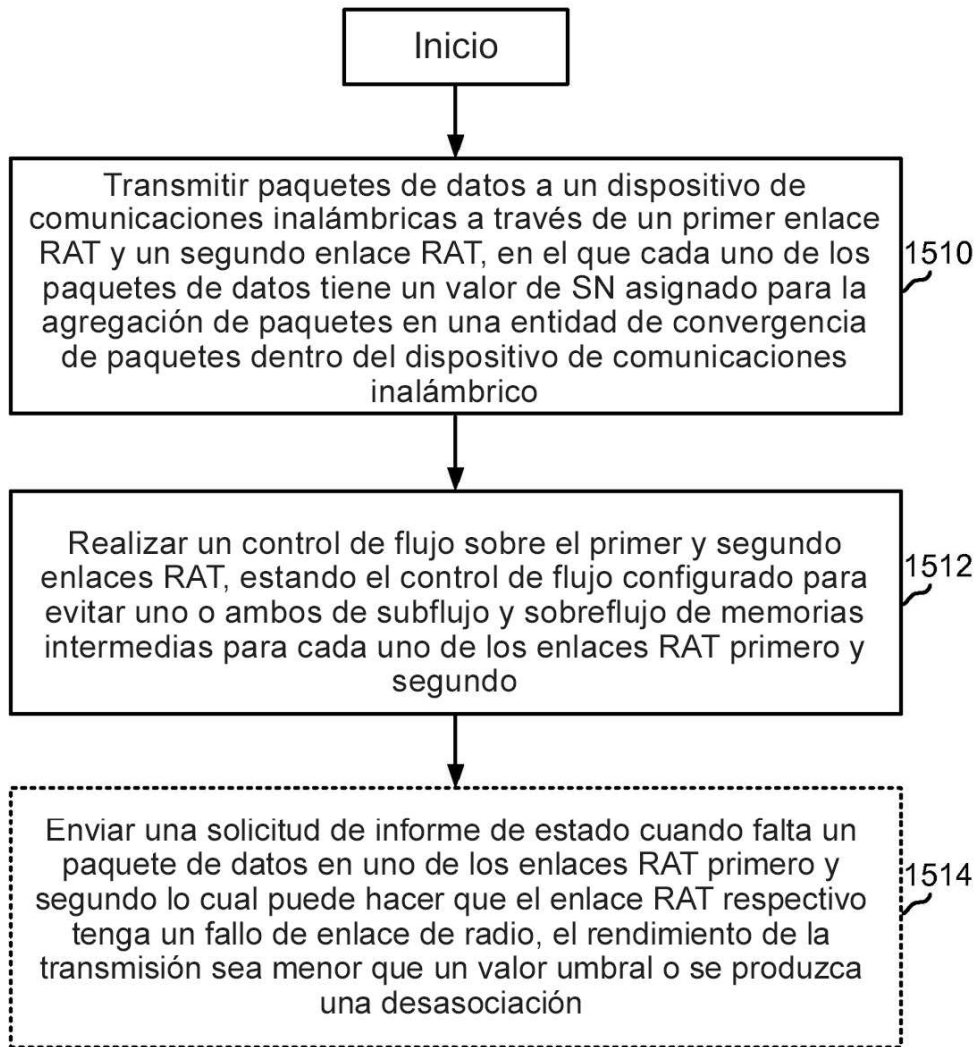 Inicio
Transmitir paquetes de datos a un dispositivo de
comunicaciones inalámbricas a través de un primer enlace
RAT y un segundo enlace RAT, en el que cada uno de los
paquetes de datos tiene un valor de SN asignado para la
agregación de paquetes en una entidad de convergencia
de paquetes dentro del dispositivo de comunicaciones
inalámbrico
1510
Realizar un control de flujo sobre el primer y segundo
enlaces RAT, estando el control de flujo configurado para
evitar uno o ambos de subflujo y sobreflujo de memorias
intermedias para cada uno de los enlaces RAT primero y
segundo
1512
Enviar una solicitud de informe de estado cuando falta un
paquete de datos en uno de los enlaces RAT primero y
segundo lo cual puede hacer que el enlace RAT respectivo
tenga un fallo de enlace de radio, el rendimiento de la
transmisión sea menor que un valor umbral o se produzca
una desasociación
1514